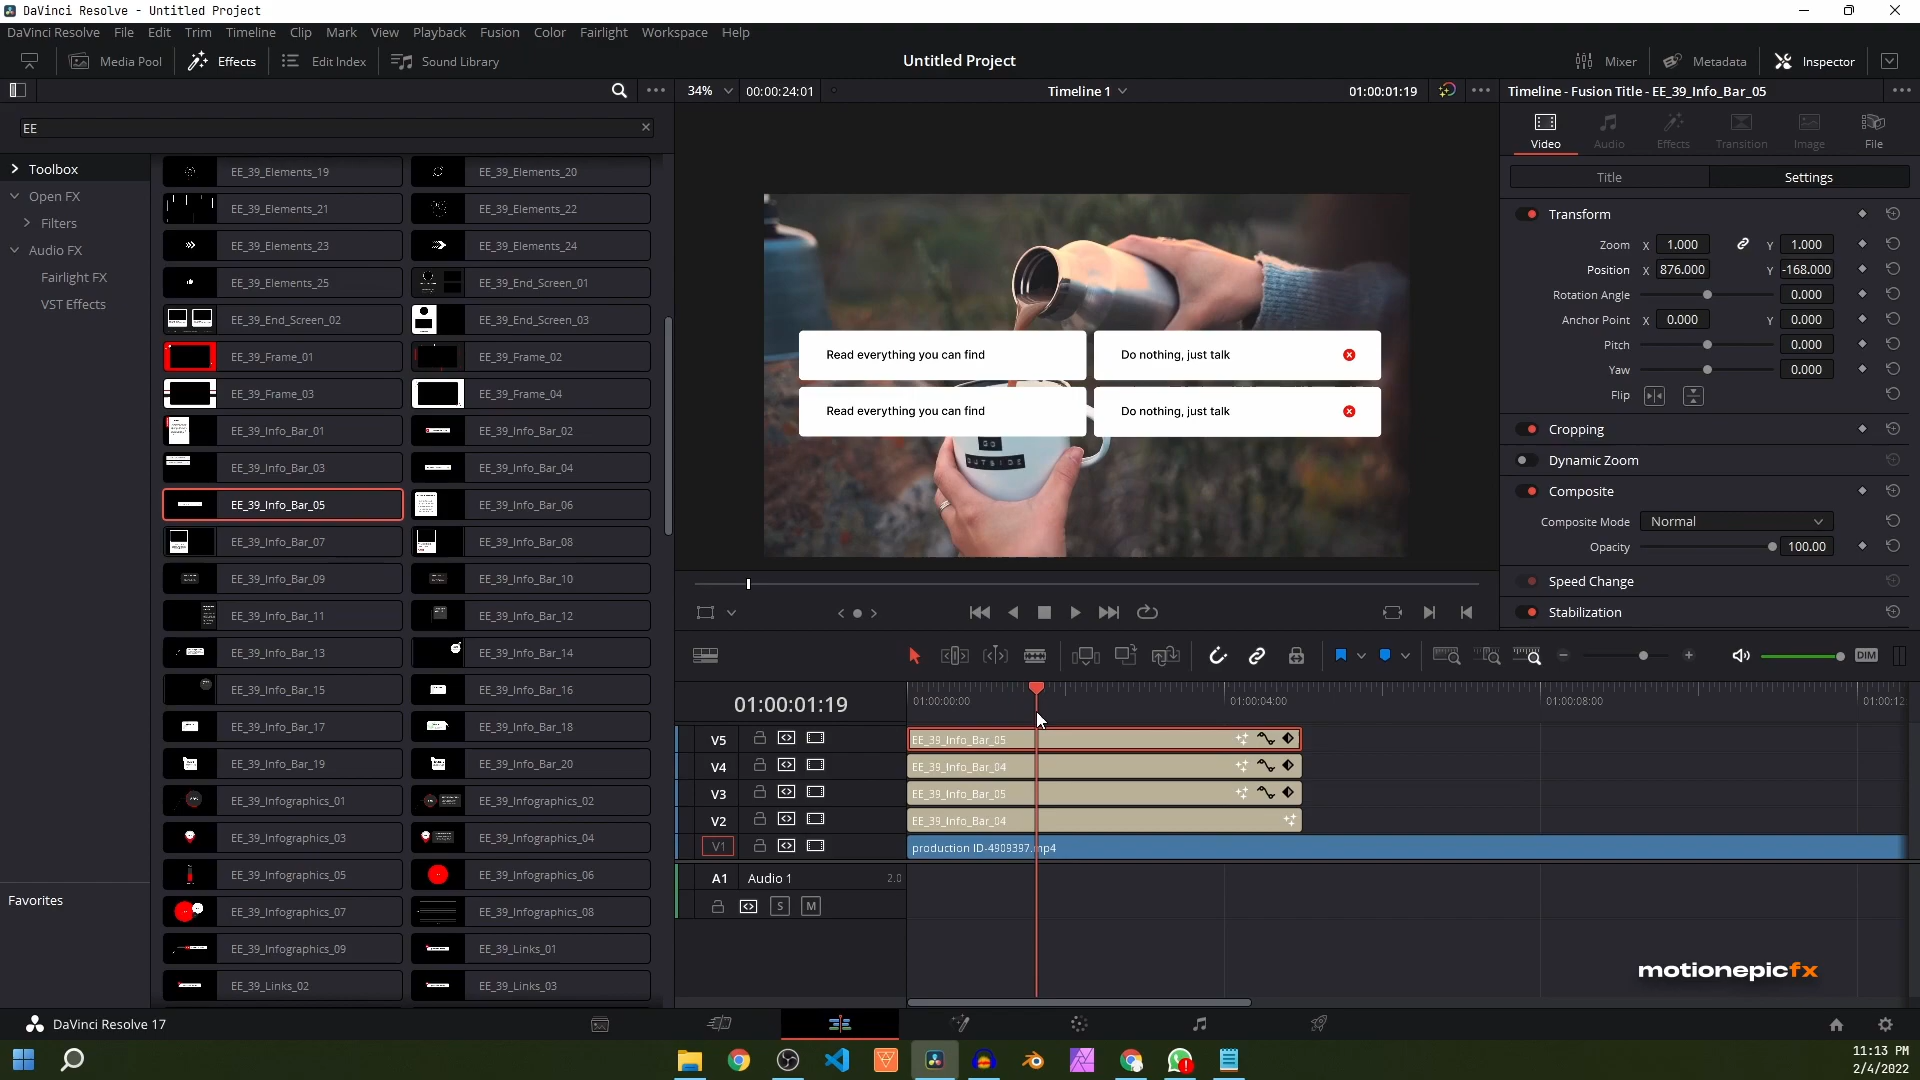 DaVinci Resolve - Untitled Project
DaVinci Resolve File Edit Trim Timeline Clip Mark View Playback Fusion Color Fairlight Workspace Help
Media Pool Effects Edit Index Sound Library Untitled Project Mixer Metadata Inspector
34% 00:00:24:01 Timeline 1 01:00:01:19 Timeline - Fusion Title - EE_39_Info_Bar_05
EE
Video Audio Effects Transition Image File
Title Settings
Toolbox
Open FX
Filters
Audio FX
Fairlight FX
VST Effects
Favorites
EE_39_Elements_19 EE_39_Elements_20
EE_39_Elements_21 EE_39_Elements_22
EE_39_Elements_23 EE_39_Elements_24
EE_39_Elements_25 EE_39_End_Screen_01
EE_39_End_Screen_02 EE_39_End_Screen_03
EE_39_Frame_01 EE_39_Frame_02
EE_39_Frame_03 EE_39_Frame_04
EE_39_Info_Bar_01 EE_39_Info_Bar_02
EE_39_Info_Bar_03 EE_39_Info_Bar_04
EE_39_Info_Bar_05 EE_39_Info_Bar_06
EE_39_Info_Bar_07 EE_39_Info_Bar_08
EE_39_Info_Bar_09 EE_39_Info_Bar_10
EE_39_Info_Bar_11 EE_39_Info_Bar_12
EE_39_Info_Bar_13 EE_39_Info_Bar_14
EE_39_Info_Bar_15 EE_39_Info_Bar_16
EE_39_Info_Bar_17 EE_39_Info_Bar_18
EE_39_Info_Bar_19 EE_39_Info_Bar_20
EE_39_Infographics_01 EE_39_Infographics_02
EE_39_Infographics_03 EE_39_Infographics_04
EE_39_Infographics_05 EE_39_Infographics_06
EE_39_Infographics_07 EE_39_Infographics_08
EE_39_Infographics_09 EE_39_Links_01
EE_39_Links_02 EE_39_Links_03
Read everything you can find Do nothing, just talk
Read everything you can find Do nothing, just talk
GO
OUTSIDE
Transform
Zoom X 1.000 Y 1.000
Position X 876.000 Y -168.000
Rotation Angle 0.000
Anchor Point X 0.000 Y 0.000
Pitch 0.000
Yaw 0.000
Flip
Cropping
Dynamic Zoom
Composite
Composite Mode Normal
Opacity 100.00
Speed Change
Stabilization
DIM
01:00:01:19 01:00:00:00 01:00:04:00 01:00:08:00 01:00:12
V5 EE_39_Info_Bar_05
V4 EE_39_Info_Bar_04
V3 EE_39_Info_Bar_05
V2 EE_39_Info_Bar_04
V1 production ID-4909397.mp4
A1 Audio 1 2.0
S M
motionepicfx
DaVinci Resolve 17
11:13 PM
2/4/2022